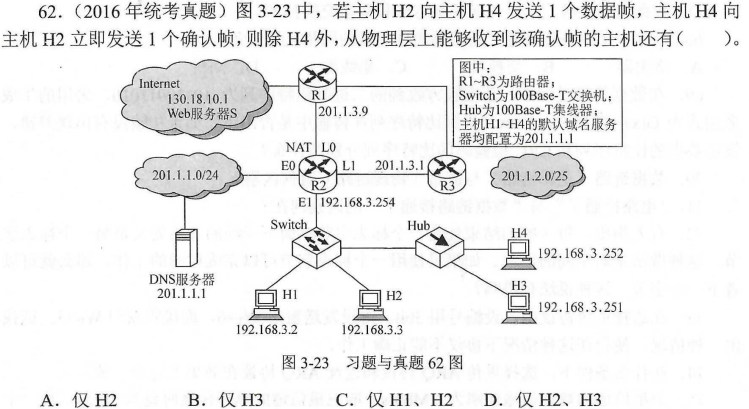 62.（2016 年统考真题）图 3-23 中，若主机 H2 向主机 H4 发送 1 个数据帧，主机 H4 向
主机 H2 立即发送 1 个确认帧，则除 H4 外，从物理层上能够收到该确认帧的主机还有(　　)。
Internet
130.18.10.1
Web服务器S
R1
201.1.3.9
图中：
R1~R3为路由器；
Switch为100Base-T交换机；
Hub为100Base-T集线器；
主机H1~H4的默认域名服务
器均配置为201.1.1.1
NAT L0
201.1.1.0/24
E0
L1
201.1.3.1
R2
R3
201.1.2.0/25
E1
192.168.3.254
Switch
Hub
H4
192.168.3.252
DNS服务器
201.1.1.1
H1
192.168.3.2
H2
192.168.3.3
H3
192.168.3.251
图 3-23　习题与真题 62 图
A．仅 H2　B．仅 H3　C．仅 H1、H2　D．仅 H2、H3